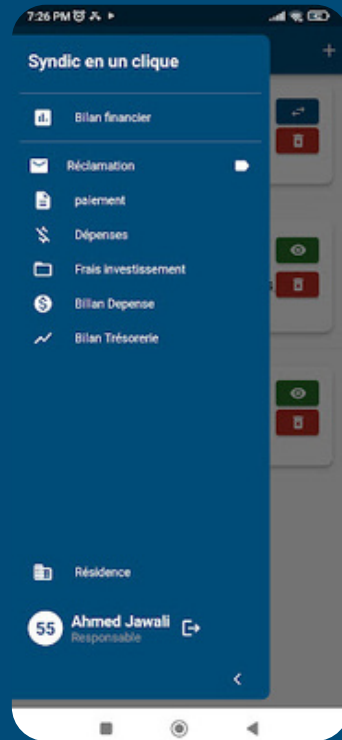 7:26 PM
Syndic en un clique
Bilan financier
Réclamation
paiement
Dépenses
Frais investissement
Billan Depense
Bilan Trésorerie
Résidence
55
Ahmed Jawali
Responsable